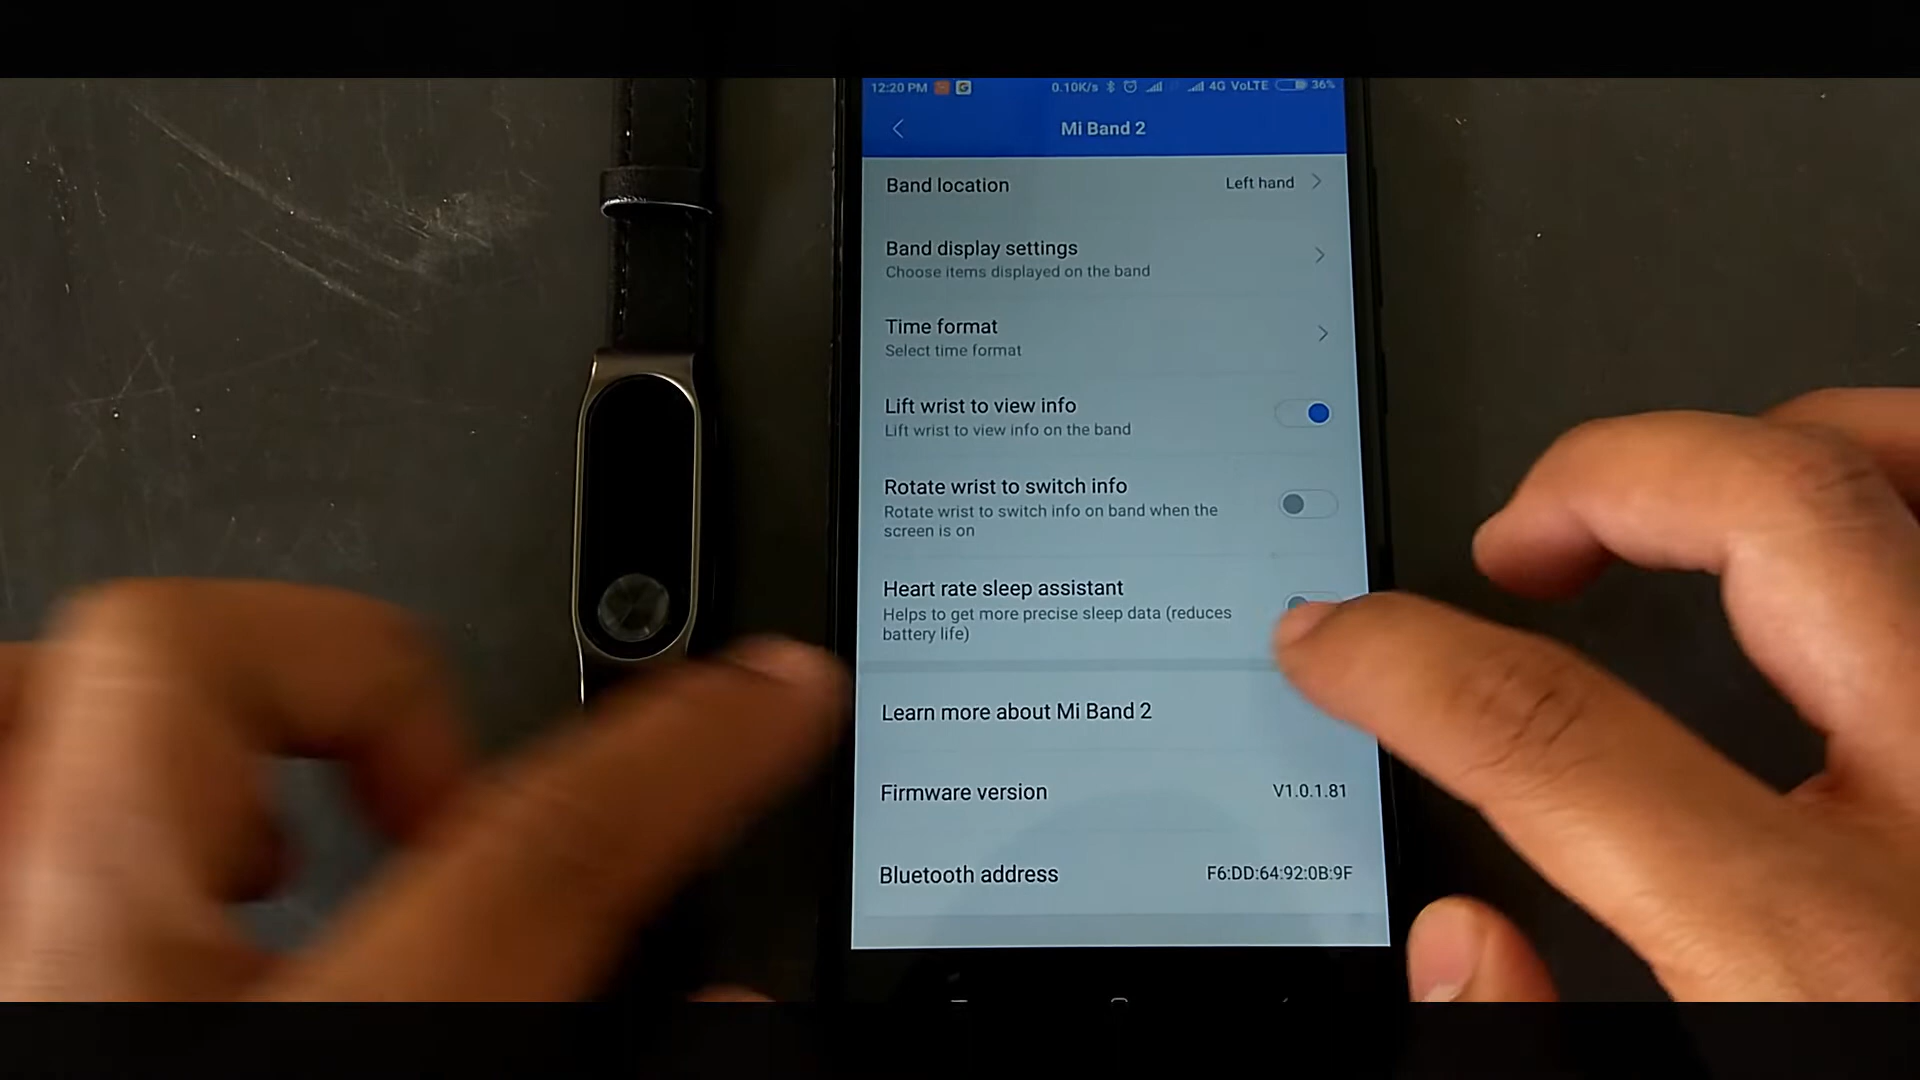 12:20 PM 0.10K/s 4G VoLTE 36%
Mi Band 2
Band location Left hand
Band display settings
Choose items displayed on the band
Time format
Select time format
Lift wrist to view info
Lift wrist to view info on the band
Rotate wrist to switch info
Rotate wrist to switch info on band when the
screen is on
Heart rate sleep assistant
Helps to get more precise sleep data (reduces
battery life)
Learn more about Mi Band 2
Firmware version V1.0.1.81
Bluetooth address F6:DD:64:92:0B:9F